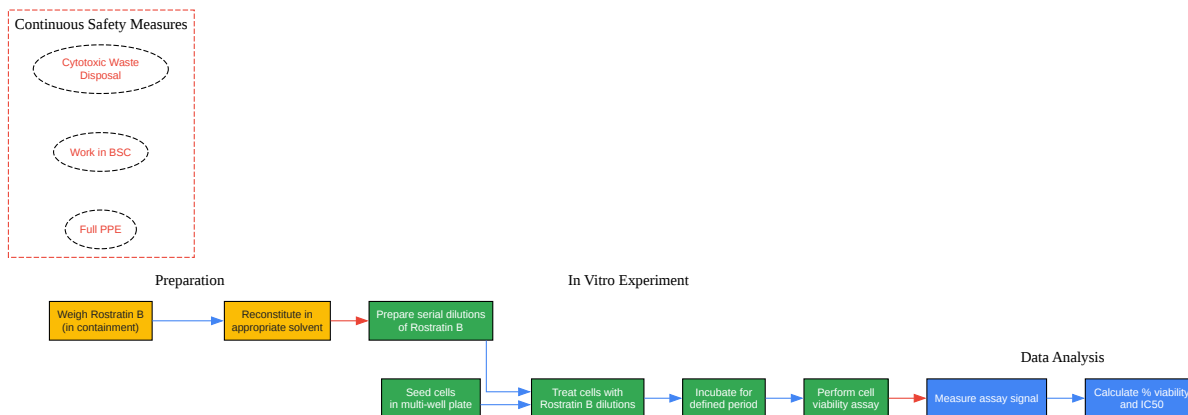 Continuous Safety Measures
Cytotoxic Waste
Disposal
Work in BSC
Full PPE
Preparation
In Vitro Experiment
Weigh Rostratin B
(in containment)
Reconstitute in
appropriate solvent
Prepare serial dilutions
of Rostratin B
Data Analysis
Seed cells
in multi-well plate
Treat cells with
Rostratin B dilutions
Incubate for
defined period
Perform cell
viability assay
Measure assay signal
Calculate % viability
and IC50